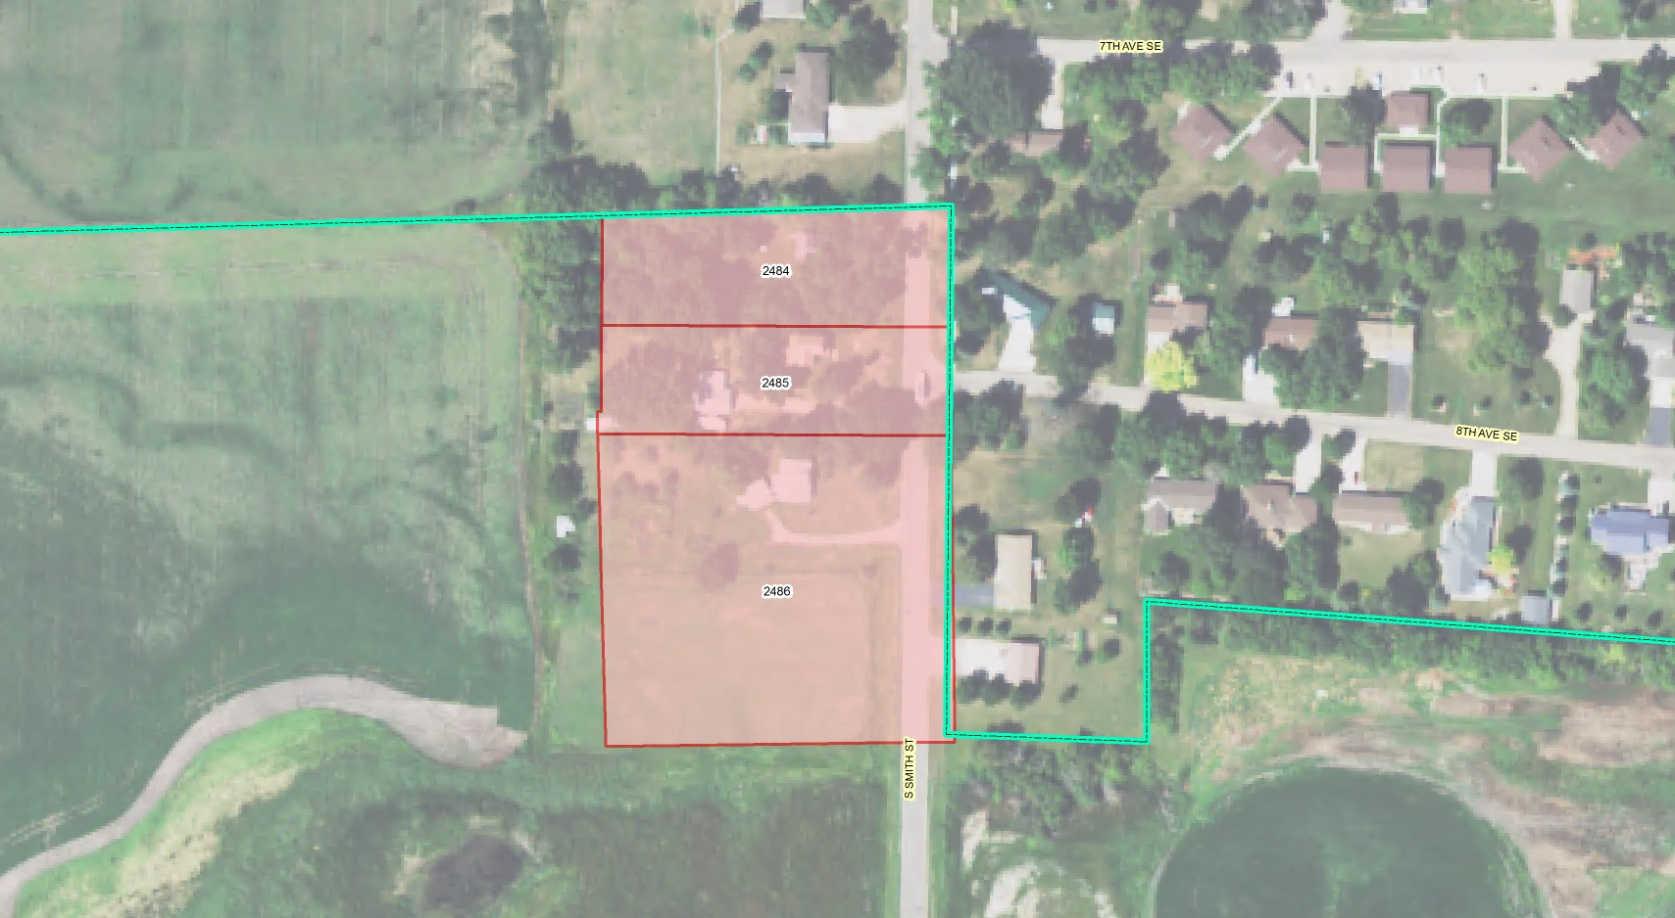 7TH AVE SE
2484
2485
8TH AVE SE
2486
S SMITH ST